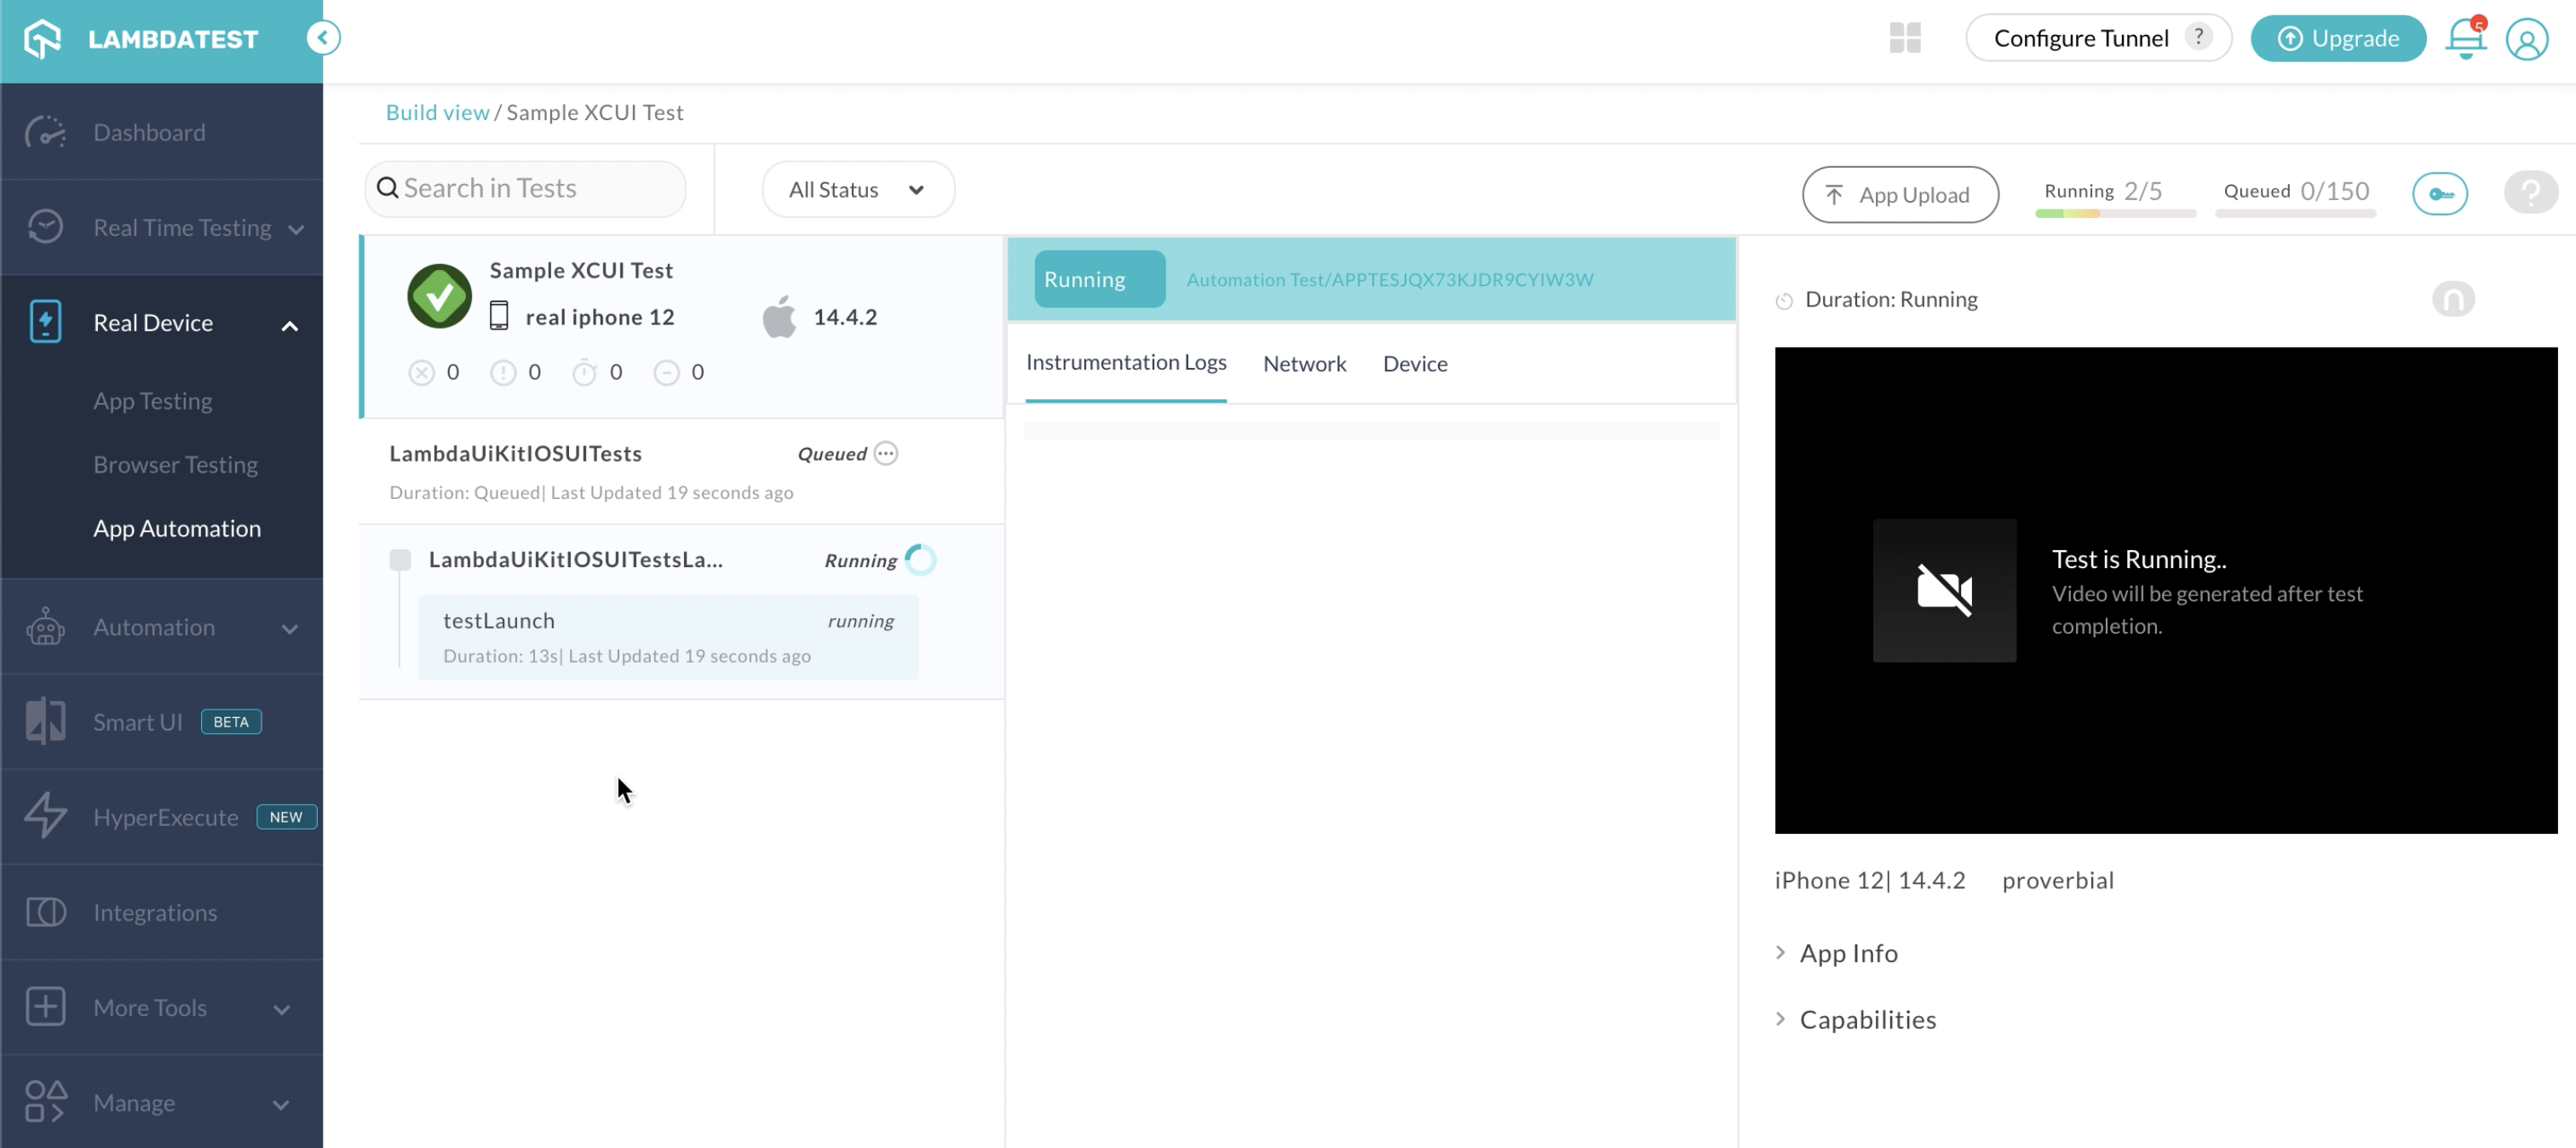 LAMBDATEST
Configure Tunnel ?
Upgrade
5
Dashboard
Real Time Testing
Real Device
App Testing
Browser Testing
App Automation
Automation
Smart UI BETA
HyperExecute NEW
Integrations
More Tools
Manage
Build view / Sample XCUI Test
Search in Tests
All Status
App Upload
Running 2/5
Queued 0/150
?
Sample XCUI Test
real iphone 12
14.4.2
0 0 0 0
LambdaUiKitIOSUITests Queued
Duration: Queued| Last Updated 19 seconds ago
LambdaUiKitIOSUITestsLa... Running
testLaunch running
Duration: 13s| Last Updated 19 seconds ago
Running
Automation Test/APPTESJQX73KJDR9CYIW3W
Instrumentation Logs Network Device
Duration: Running
Test is Running..
Video will be generated after test
completion.
iPhone 12| 14.4.2 proverbial
App Info
Capabilities